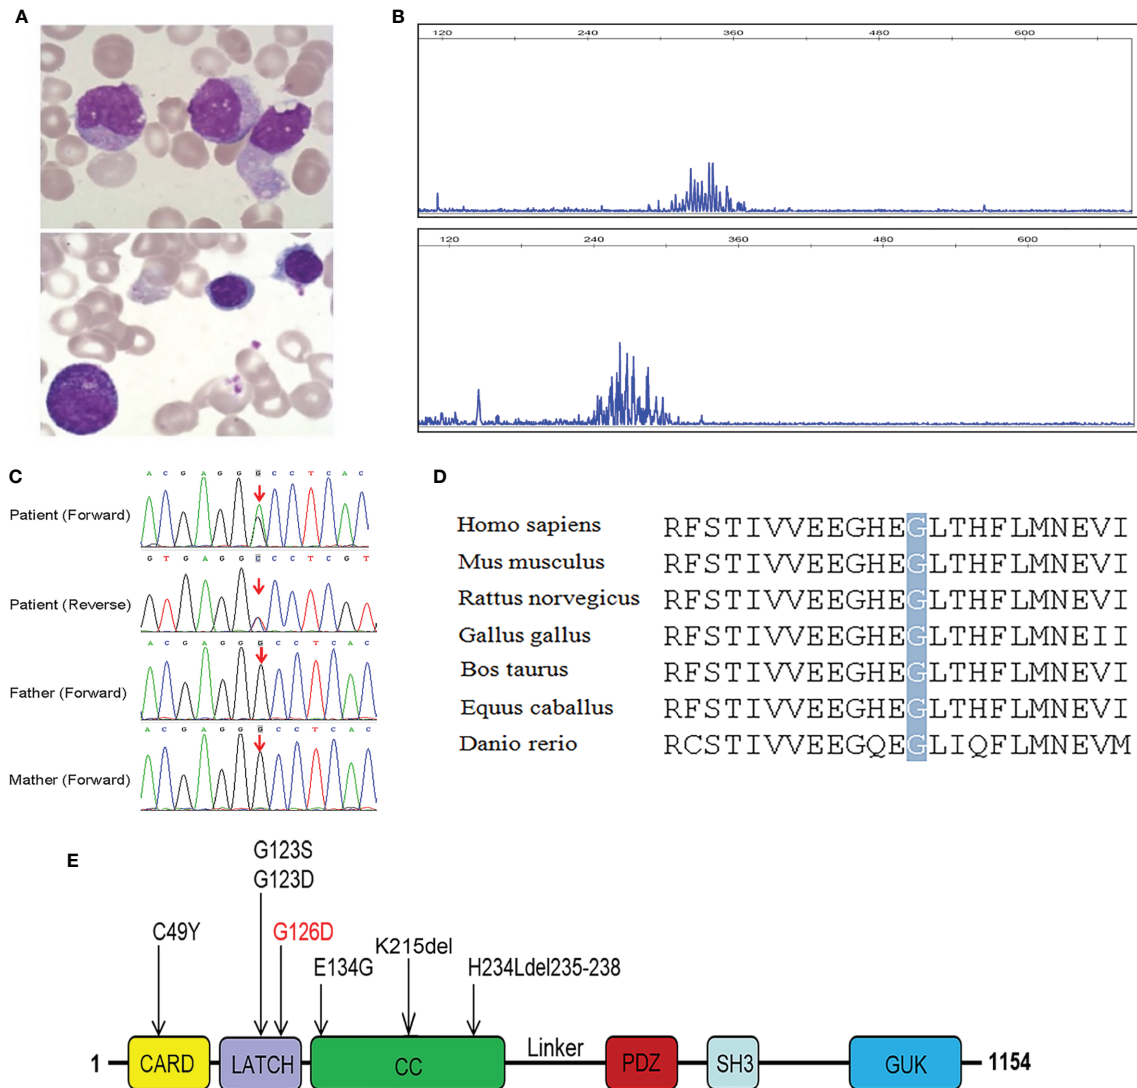 A
B
120 240 360 480 600
120 240 360 480 600
C
A C G A G G G C C T C A C
Patient (Forward)
G T G A G G C C C T C G T
Patient (Reverse)
A C G A G G G C C T C A C
Father (Forward)
A C G A G G G C C T C A C
Mather (Forward)
D
Homo sapiens RFSTIVVEEGHEGLTHFLMNEVI
Mus musculus RFSTIVVEEGHEGLTHFLMNEVI
Rattus norvegicus RFSTIVVEEGHEGLTHFLMNEVI
Gallus gallus RFSTIVVEEGHEGLTHFLMNEII
Bos taurus RFSTIVVEEGHEGLTHFLMNEVI
Equus caballus RFSTIVVEEGHEGLTHFLMNEVI
Danio rerio RCSTIVVEEGQEGLIQFLMNEVM
E
G123S
G123D
C49Y
G126D
E134G
K215del
H234Ldel235-238
1 CARD LATCH CC Linker PDZ SH3 GUK 1154